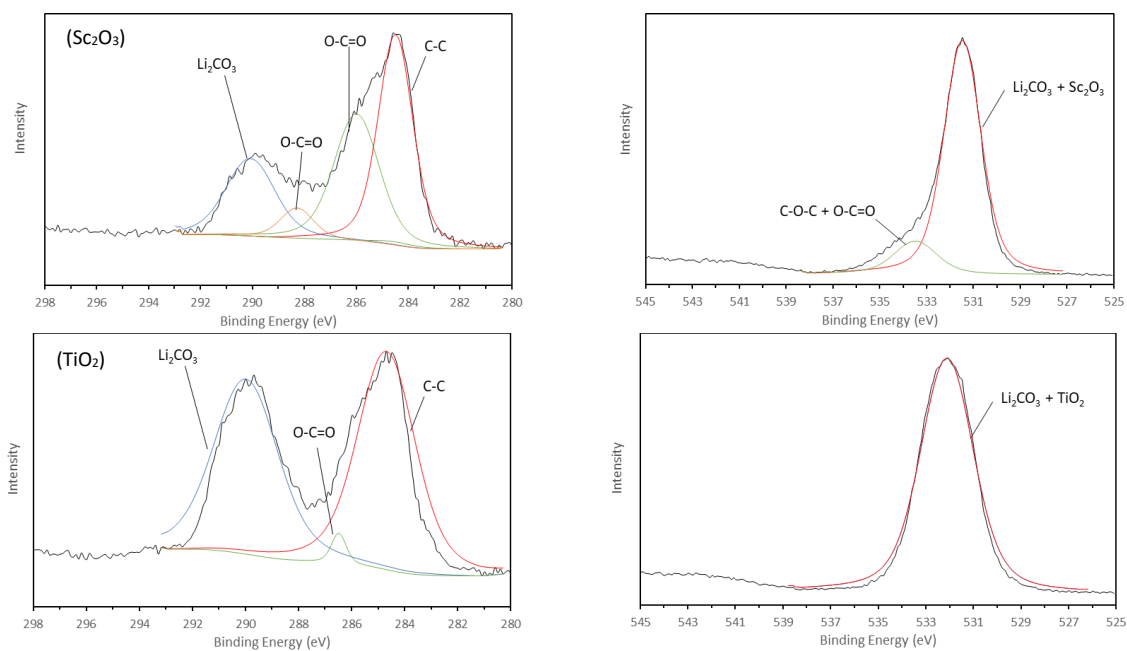 (Sc₂O₃)
O-C=O
C-C
Li₂CO₃
O-C=O
Intensity
298 296 294 292 290 288 286 284 282 280
Binding Energy (eV)
Li₂CO₃ + Sc₂O₃
C-O-C + O-C=O
Intensity
545 543 541 539 537 535 533 531 529 527 525
Binding Energy (eV)
(TiO₂)
Li₂CO₃
C-C
O-C=O
Intensity
298 296 294 292 290 288 286 284 282 280
Binding Energy (eV)
Li₂CO₃ + TiO₂
Intensity
545 543 541 539 537 535 533 531 529 527 525
Binding Energy (eV)